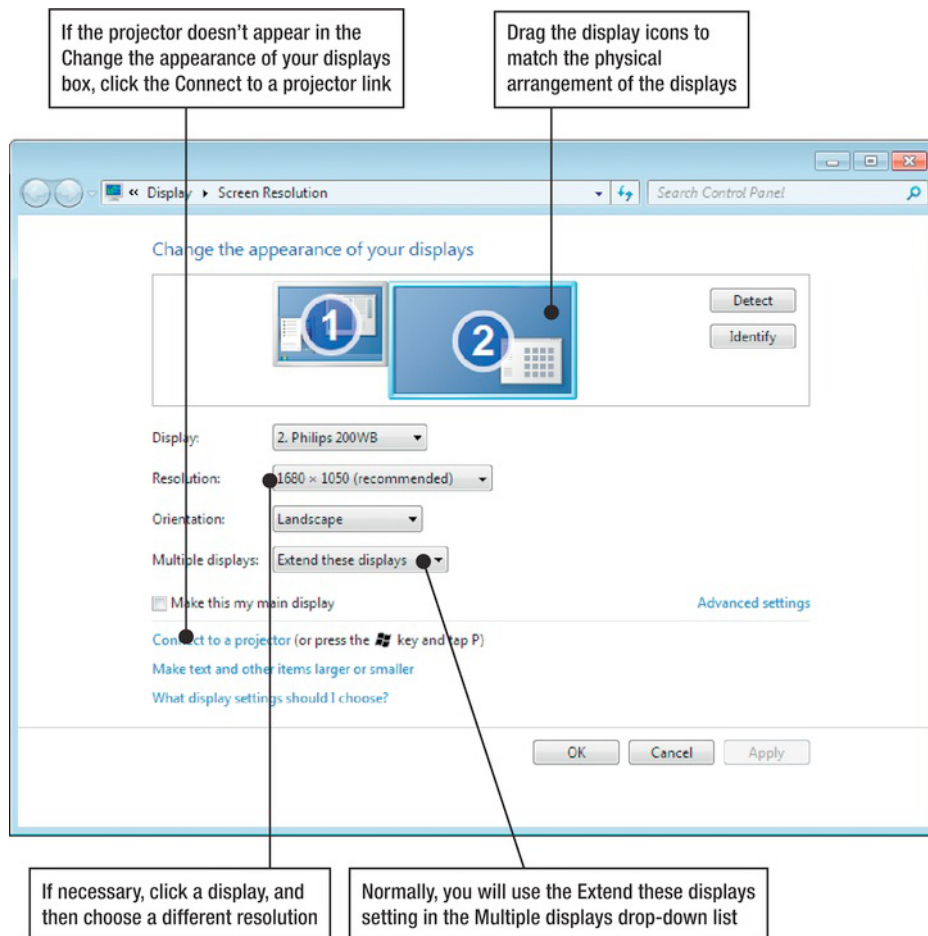 If the projector doesn't appear in the
Change the appearance of your displays
box, click the Connect to a projector link
Drag the display icons to
match the physical
arrangement of the displays
« Display ▸ Screen Resolution
Search Control Panel
Change the appearance of your displays
1
2
Detect
Identify
Display:
2. Philips 200WB
Resolution:
1680 × 1050 (recommended)
Orientation:
Landscape
Multiple displays:
Extend these displays
Make this my main display
Advanced settings
Connect to a projector (or press the key and tap P)
Make text and other items larger or smaller
What display settings should I choose?
OK
Cancel
Apply
If necessary, click a display, and
then choose a different resolution
Normally, you will use the Extend these displays
setting in the Multiple displays drop-down list